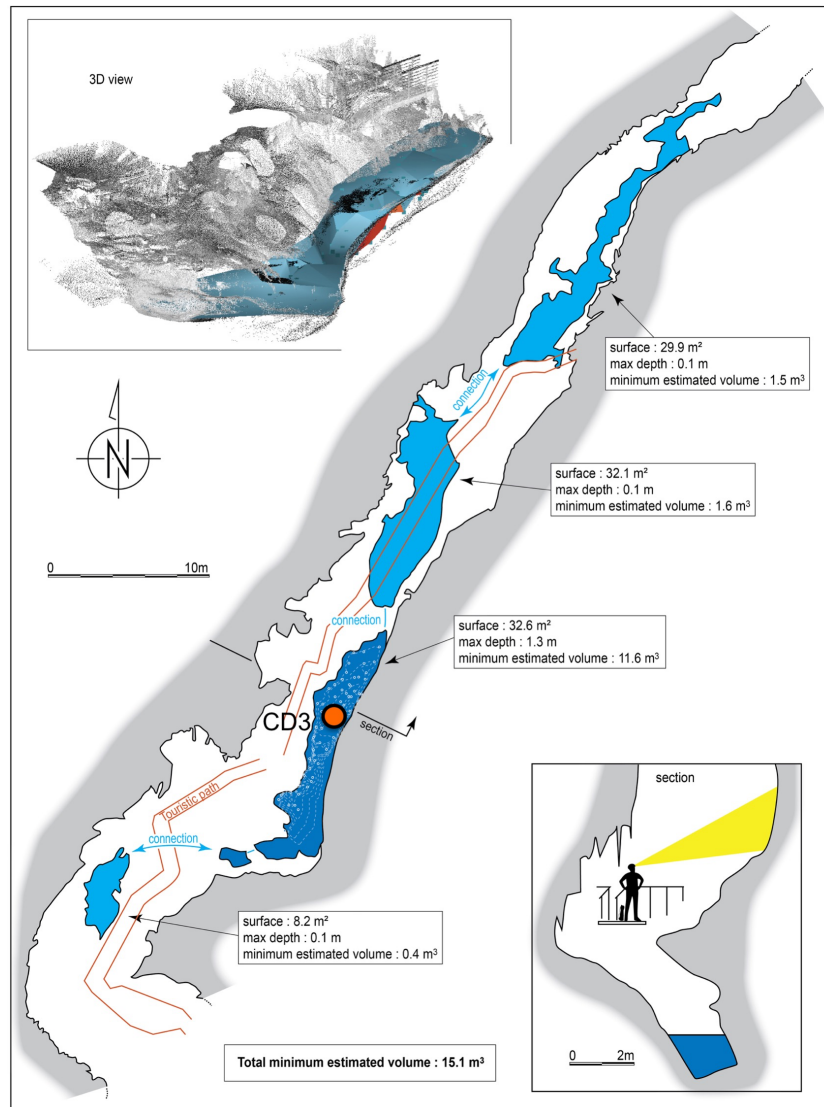 3D view
surface : 29.9 m²
max depth : 0.1 m
minimum estimated volume : 1.5 m³
connection
N
surface : 32.1 m²
max depth : 0.1 m
minimum estimated volume : 1.6 m³
0 10m
connection
surface : 32.6 m²
max depth : 1.3 m
minimum estimated volume : 11.6 m³
CD3
section
Touristic path
connection
section
surface : 8.2 m²
max depth : 0.1 m
minimum estimated volume : 0.4 m³
Total minimum estimated volume : 15.1 m³
0 2m